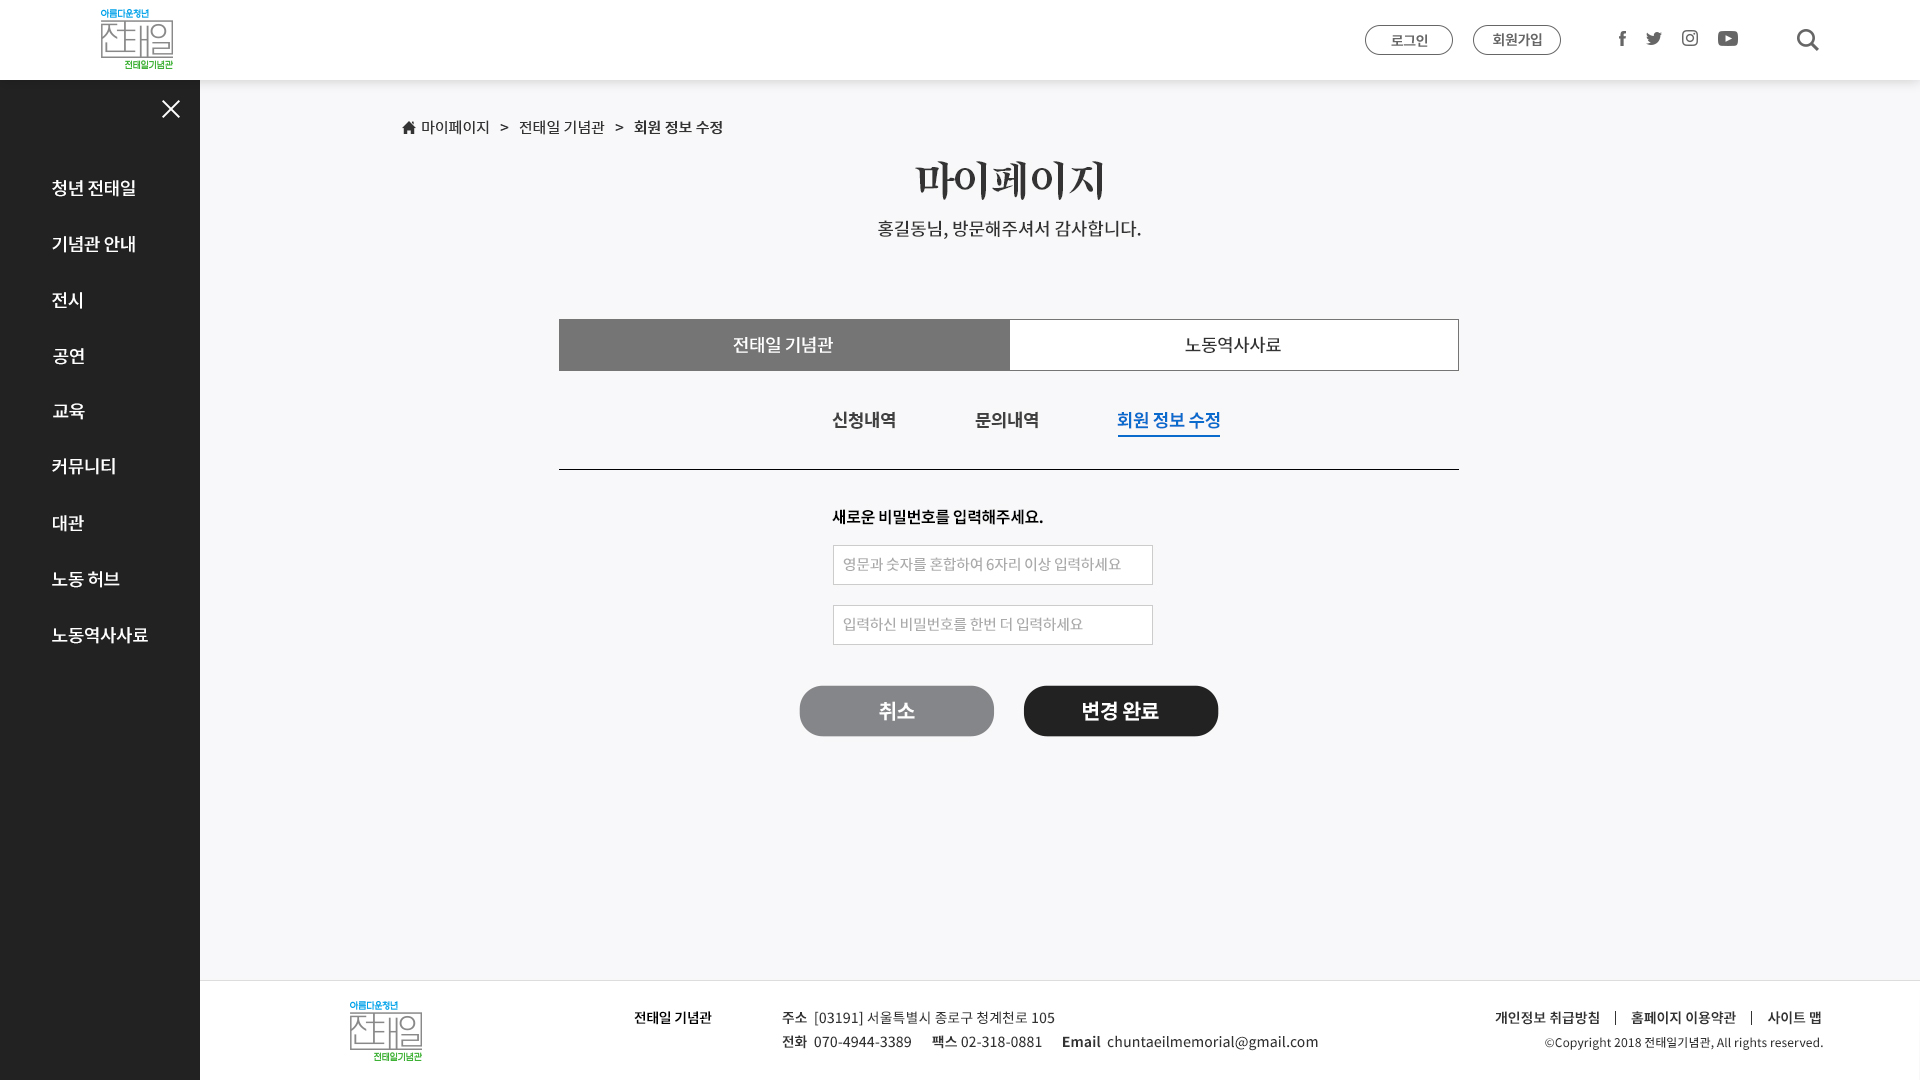 아름다운청년
전태일
전태일기념관
로그인
회원가입
청년 전태일
기념관 안내
전시
공연
교육
커뮤니티
대관
노동 허브
노동역사사료
마이페이지 > 전태일 기념관 > 회원 정보 수정
마이페이지
홍길동님, 방문해주셔서 감사합니다.
전태일 기념관
노동역사사료
신청내역
문의내역
회원 정보 수정
새로운 비밀번호를 입력해주세요.
영문과 숫자를 혼합하여 6자리 이상 입력하세요
입력하신 비밀번호를 한번 더 입력하세요
취소
변경 완료
아름다운청년
전태일
전태일기념관
전태일 기념관
주소 [03191] 서울특별시 종로구 청계천로 105
전화 070-4944-3389 팩스 02-318-0881 Email chuntaeilmemorial@gmail.com
개인정보 취급방침 | 홈페이지 이용약관 | 사이트 맵
©Copyright 2018 전태일기념관, All rights reserved.